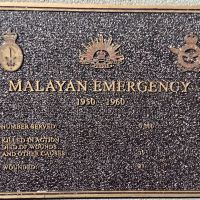 MALAYAN EMERGENCY
1950 - 1960
NUMBER SERVED
KILLED IN ACTION
DIED OF WOUNDS
AND OTHER CAUSES
WOUNDED